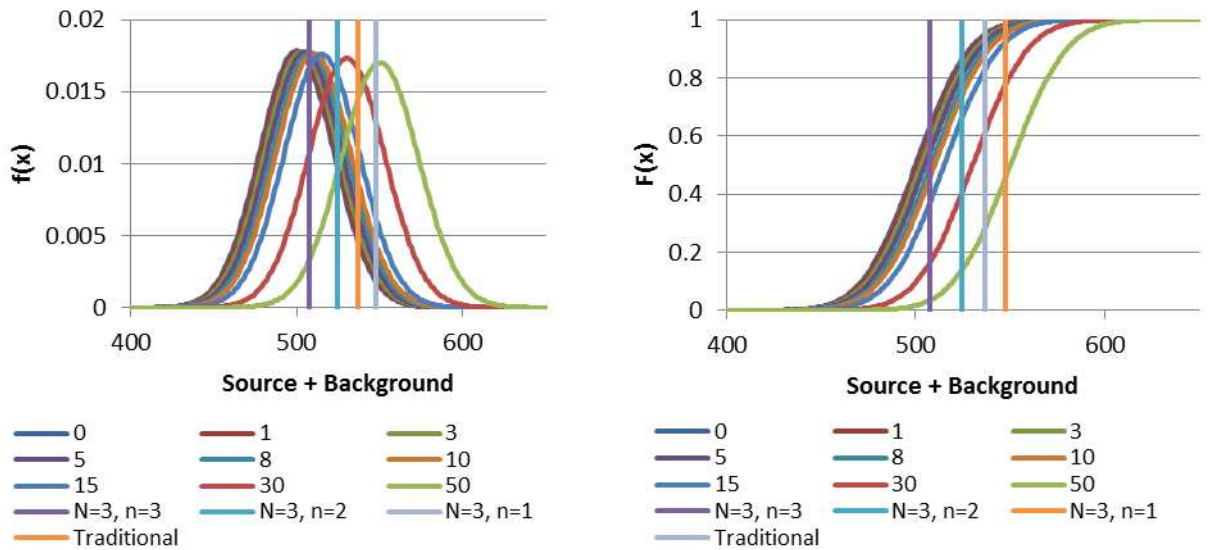 0.02
0.015
0.01
0.005
0
f(x)
400 500 600
Source + Background
0 1 3
5 8 10
15 30 50
N=3, n=3 N=3, n=2 N=3, n=1
Traditional
1
0.8
0.6
0.4
0.2
0
F(x)
400 500 600
Source + Background
0 1 3
5 8 10
15 30 50
N=3, n=3 N=3, n=2 N=3, n=1
Traditional